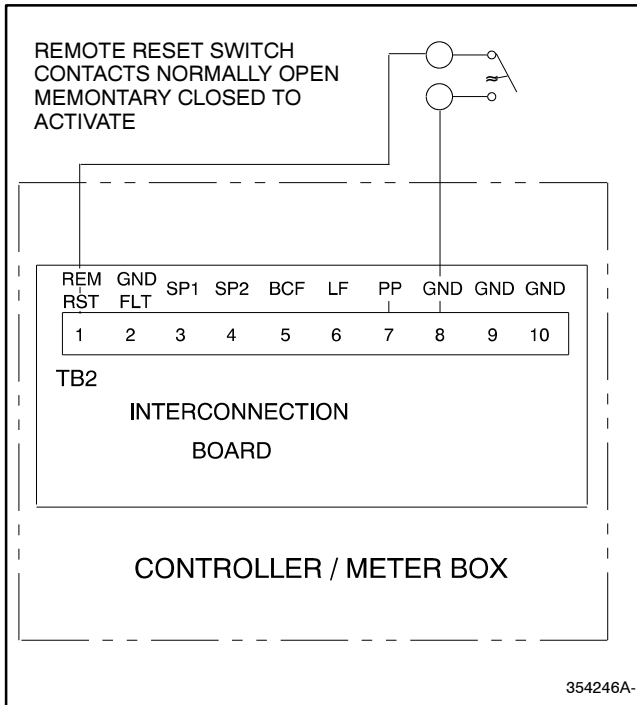 REMOTE RESET SWITCH
CONTACTS NORMALLY OPEN
MEMONTARY CLOSED TO
ACTIVATE
REM RST GND FLT SP1 SP2 BCF LF PP GND GND GND
1 2 3 4 5 6 7 8 9 10
TB2
INTERCONNECTION
BOARD
CONTROLLER / METER BOX
354246A-